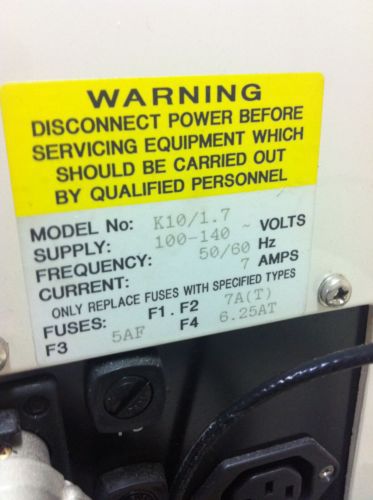 WARNING
DISCONNECT POWER BEFORE
SERVICING EQUIPMENT WHICH
SHOULD BE CARRIED OUT
BY QUALIFIED PERSONNEL
MODEL No: K10/1.7
SUPPLY: 100-140 ~ VOLTS
FREQUENCY: 50/60 Hz
CURRENT: 7 AMPS
ONLY REPLACE FUSES WITH SPECIFIED TYPES
FUSES: F1.F2 7A(T)
F3 5AF F4 6.25AT